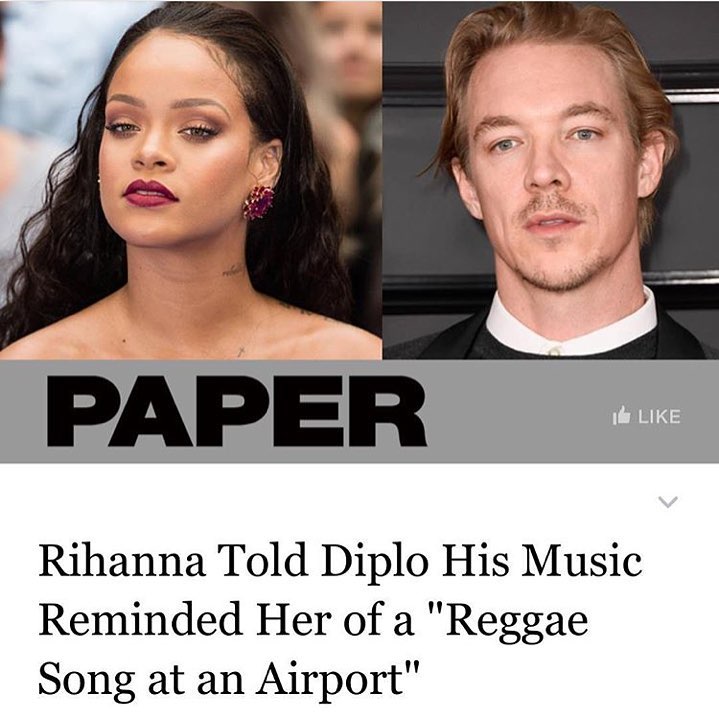 PAPER
LIKE
Rihanna Told Diplo His Music
Reminded Her of a "Reggae
Song at an Airport"